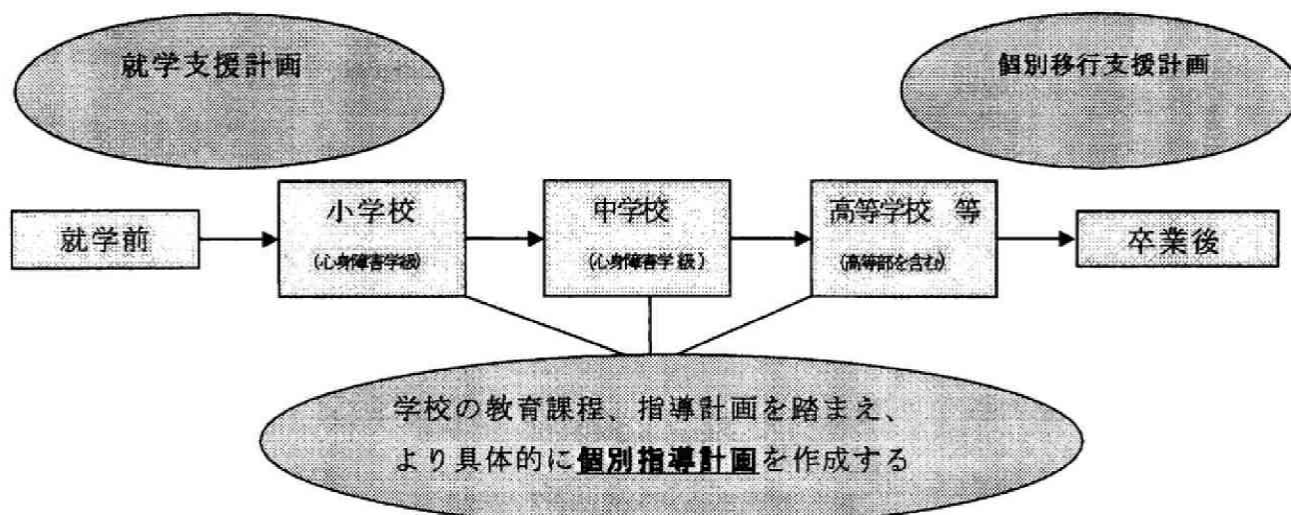 就学支援計画
個別移行支援計画
就学前
小学校
(心身障害学級)
中学校
(心身障害学級)
高等学校 等
(高等部を含む)
卒業後
学校の教育課程、指導計画を踏まえ、
より具体的に個別指導計画を作成する